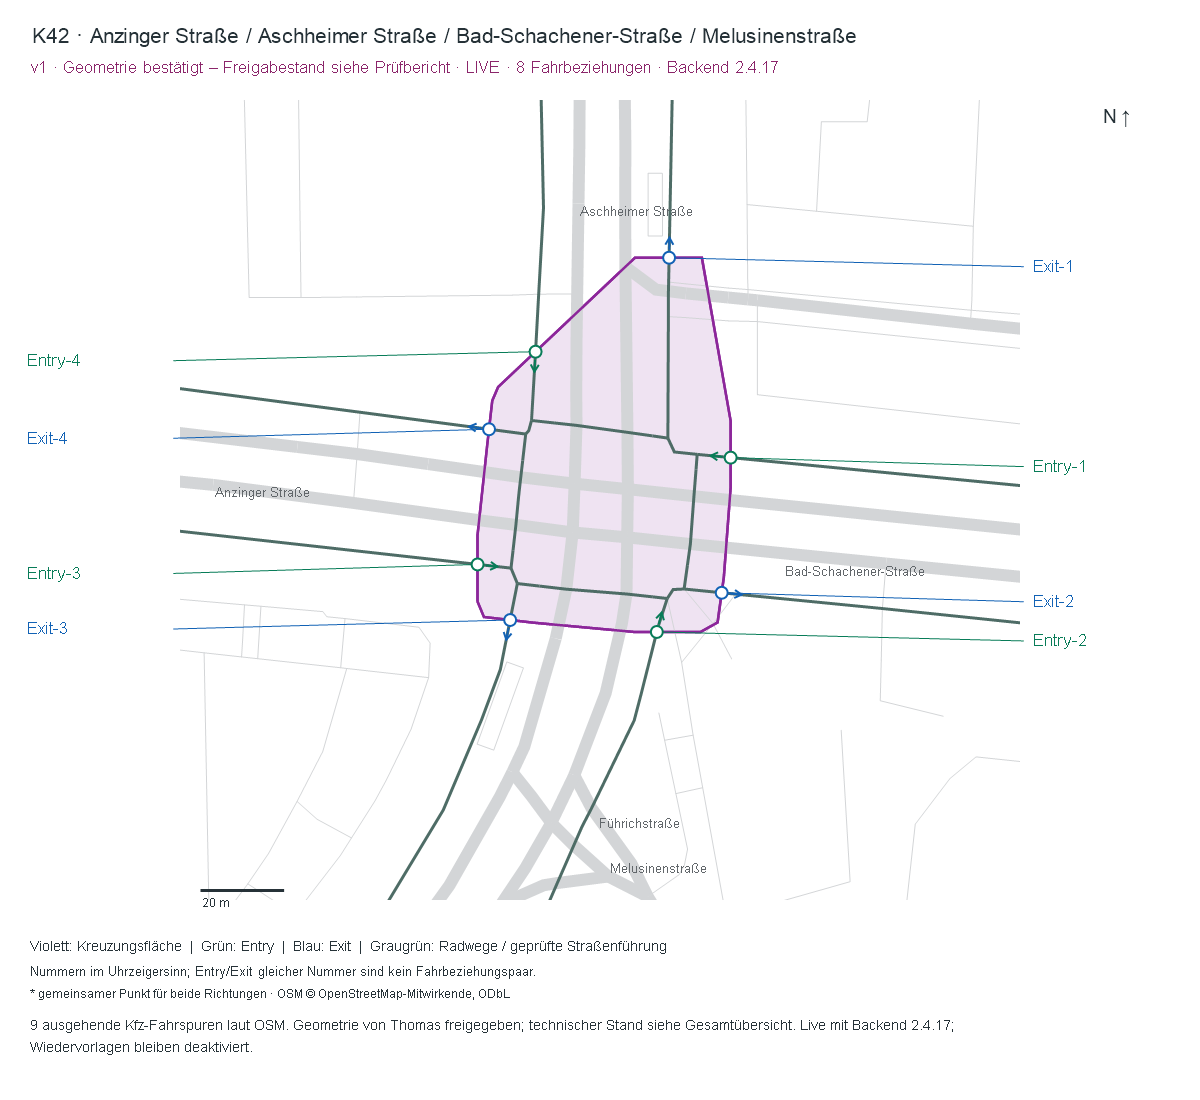 K42 · Anzinger Straße / Aschheimer Straße / Bad-Schachener-Straße / Melusinenstraße
v1 · Geometrie bestätigt – Freigabestand siehe Prüfbericht · LIVE · 8 Fahrbeziehungen · Backend 2.4.17
N ↑
Aschheimer Straße
Exit-1
Entry-4
Exit-4
Entry-1
Anzinger Straße
Entry-3
Bad-Schachener-Straße
Exit-2
Exit-3
Entry-2
Führichstraße
Melusinenstraße
20 m
Violett: Kreuzungsfläche | Grün: Entry | Blau: Exit | Graugrün: Radwege / geprüfte Straßenführung
Nummern im Uhrzeigersinn; Entry/Exit gleicher Nummer sind kein Fahrbeziehungspaar.
* gemeinsamer Punkt für beide Richtungen · OSM © OpenStreetMap-Mitwirkende, ODbL
9 ausgehende Kfz-Fahrspuren laut OSM. Geometrie von Thomas freigegeben; technischer Stand siehe Gesamtübersicht. Live mit Backend 2.4.17;
Wiedervorlagen bleiben deaktiviert.